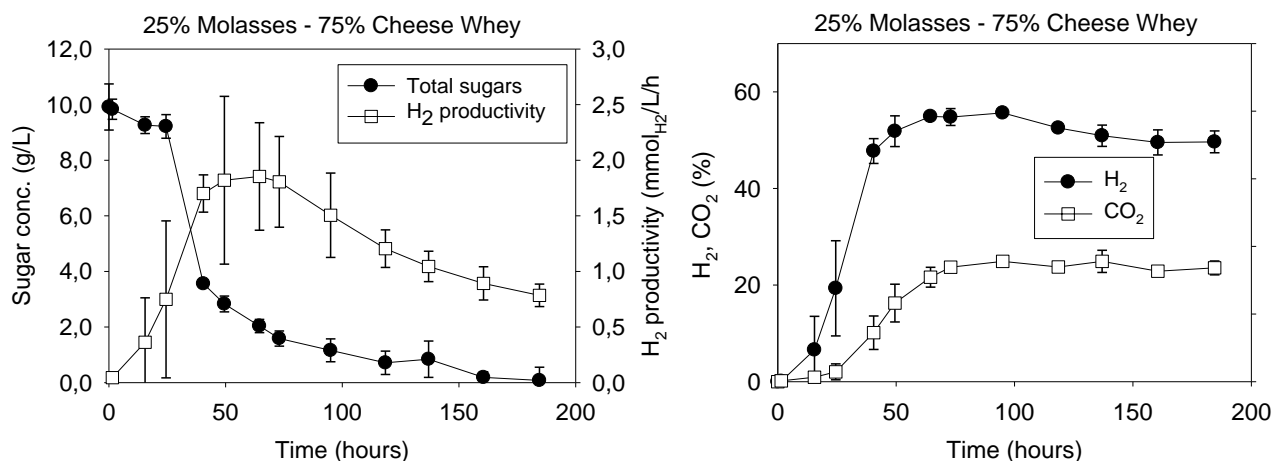 25% Molasses - 75% Cheese Whey
12,0
10,0
8,0
6,0
4,0
2,0
0,0
Sugar conc. (g/L)
3,0
2,5
2,0
1,5
1,0
0,5
0,0
H2 productivity (mmolH2/L/h)
Total sugars
H2 productivity
0 50 100 150 200
Time (hours)
25% Molasses - 75% Cheese Whey
60
40
20
0
H2, CO2 (%)
H2
CO2
0 50 100 150 200
Time (hours)